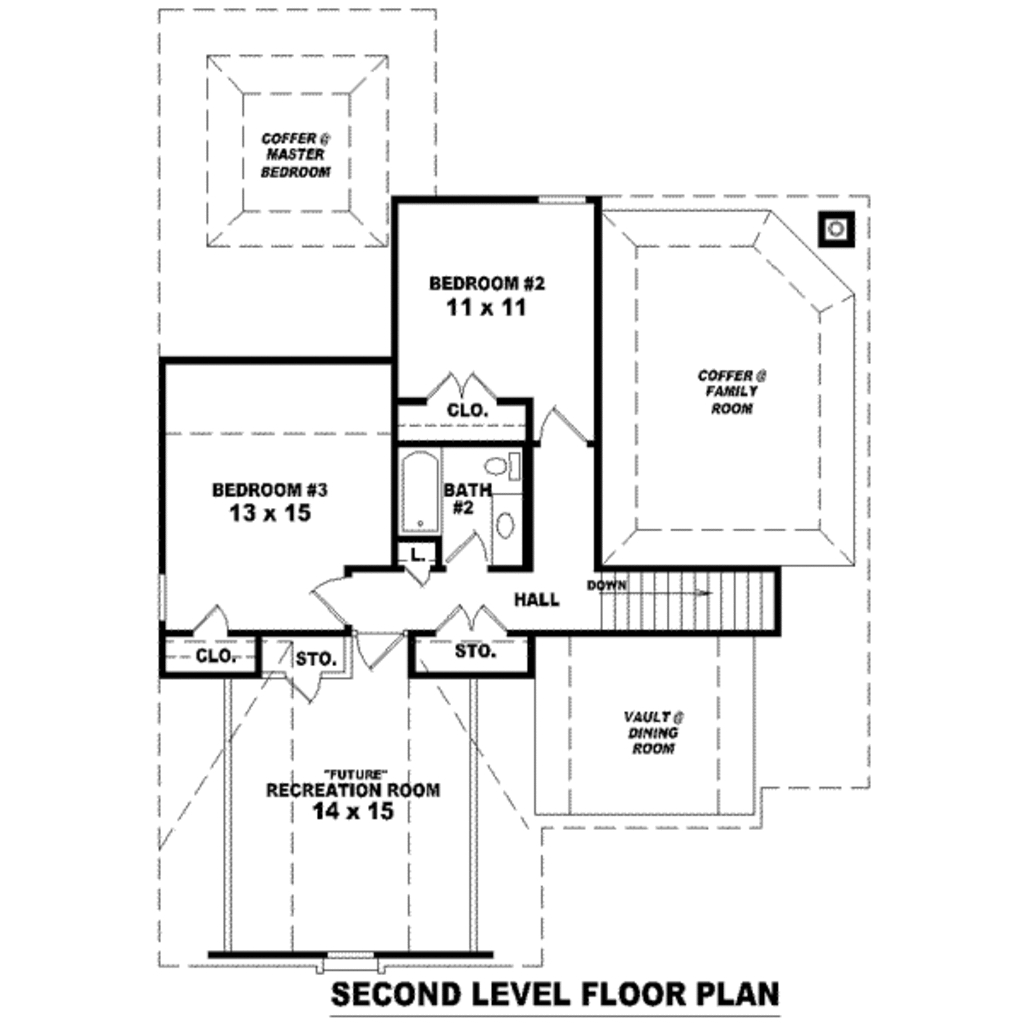 COFFER @
MASTER
BEDROOM
BEDROOM #2
11 x 11
COFFER @
FAMILY
ROOM
CLO.
BEDROOM #3
13 x 15
BATH
#2
L.
DOWN
HALL
CLO.
STO.
STO.
VAULT @
DINING
ROOM
"FUTURE"
RECREATION ROOM
14 x 15
SECOND LEVEL FLOOR PLAN